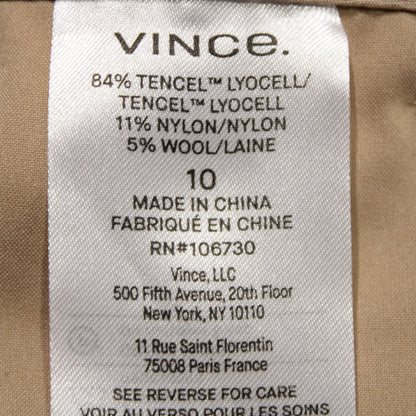 VINCe.
84% TENCEL™ LYOCELL/
TENCEL™ LYOCELL
11% NYLON/NYLON
5% WOOL/LAINE
10
MADE IN CHINA
FABRIQUÉ EN CHINE
RN#106730
Vince, LLC
500 Fifth Avenue, 20th Floor
New York, NY 10110
11 Rue Saint Florentin
75008 Paris France
SEE REVERSE FOR CARE
VOIR AU VERSO POUR LES SOINS